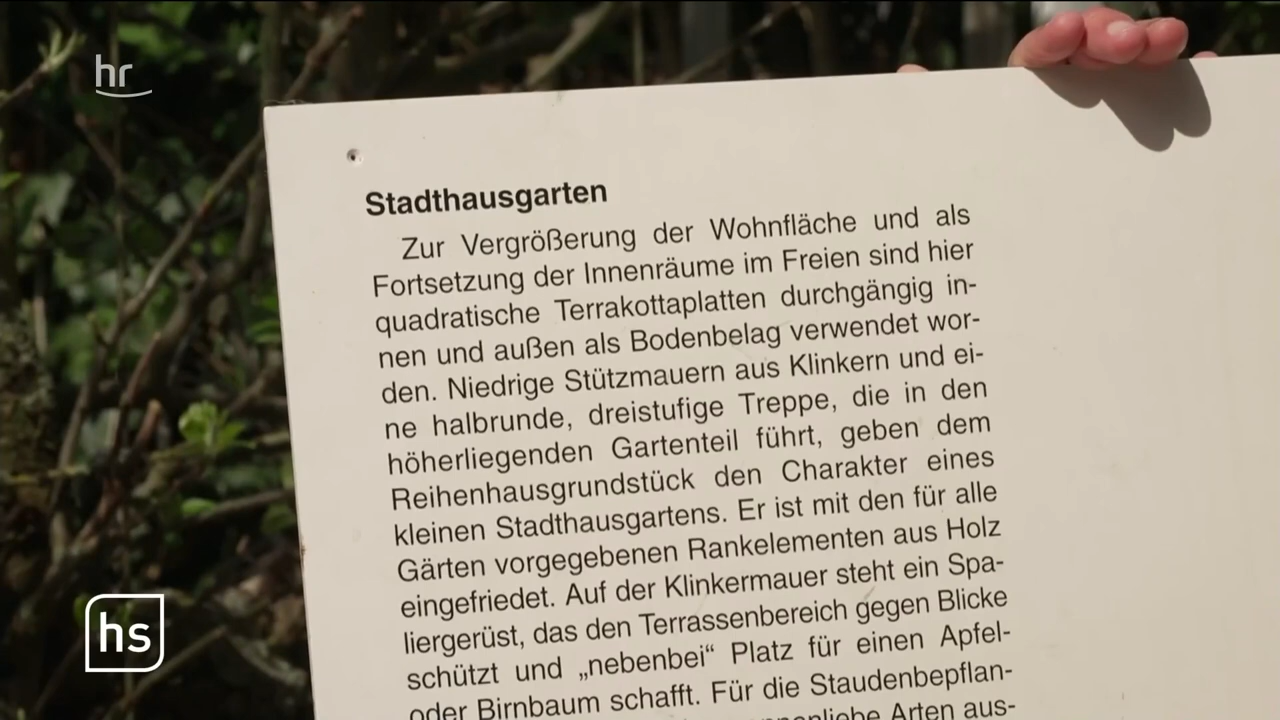 hr
Stadthausgarten
Zur Vergrößerung der Wohnfläche und als
Fortsetzung der Innenräume im Freien sind hier
quadratische Terrakottaplatten durchgängig in-
nen und außen als Bodenbelag verwendet wor-
den. Niedrige Stützmauern aus Klinkern und ei-
ne halbrunde, dreistufige Treppe, die in den
höherliegenden Gartenteil führt, geben dem
Reihenhausgrundstück den Charakter eines
kleinen Stadthausgartens. Er ist mit den für alle
Gärten vorgegebenen Rankelementen aus Holz
eingefriedet. Auf der Klinkermauer steht ein Spa-
liergerüst, das den Terrassenbereich gegen Blicke
schützt und „nebenbei“ Platz für einen Apfel-
oder Birnbaum schafft. Für die Staudenbepflan-
Arten aus-
hs